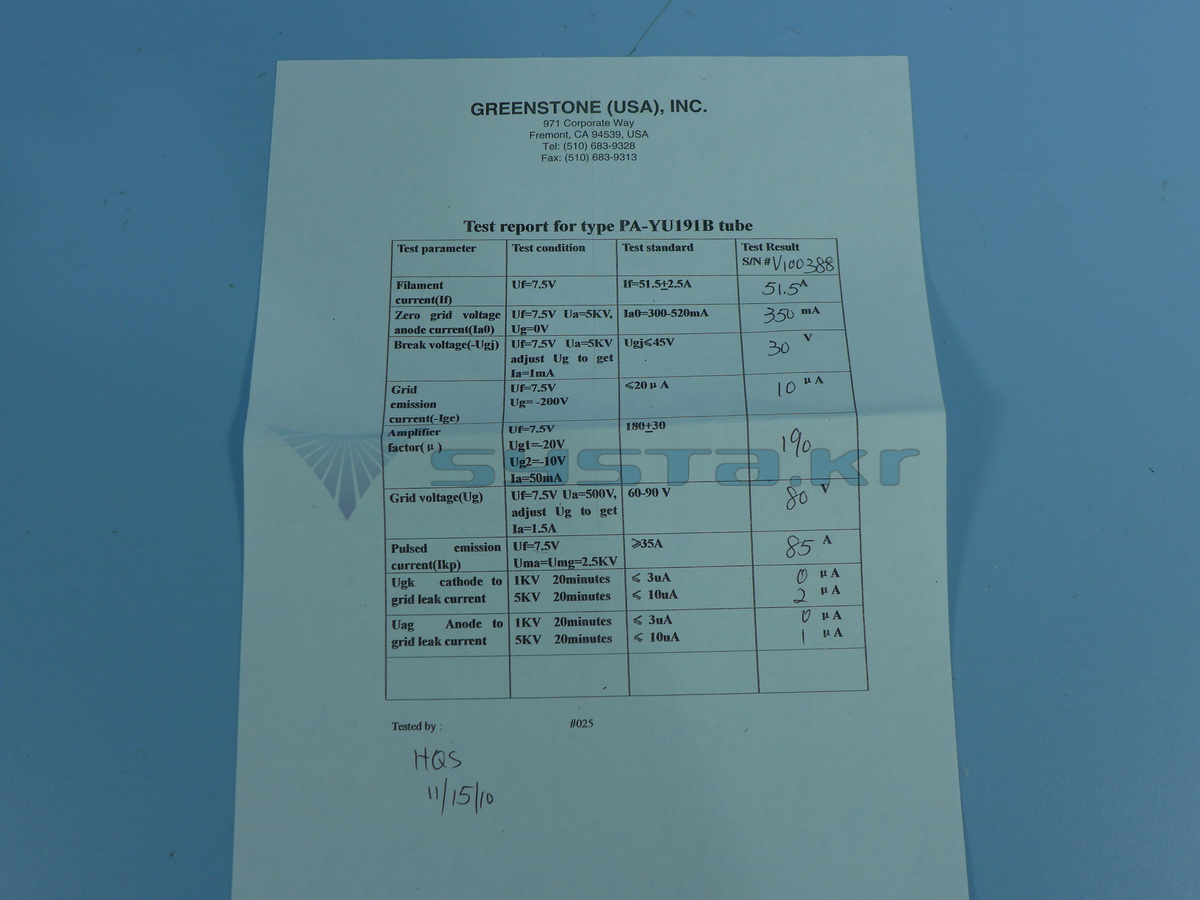 GREENSTONE (USA), INC.
971 Corporate Way
Fremont, CA 94539, USA
Tel: (510) 683-9328
Fax: (510) 683-9313
Test report for type PA-YU191B tube
Test parameter Test condition Test standard Test Result
S/N # V100388
Filament Uf=7.5V If=51.5±2.5A 51.5 A
current(If)
Zero grid voltage Uf=7.5V Ua=5KV, Ia0=300-520mA 350 mA
anode current(Ia0) Ug=0V
Break voltage(-Ugj) Uf=7.5V Ua=5KV Ugj⩽45V 30 V
adjust Ug to get
Ia=1mA
Grid Uf=7.5V ⩽20 μ A 10 μ A
emission Ug= -200V
current(-Ige)
Amplifier Uf=7.5V 180±30 190
factor( μ ) Ug1=-20V
Ug2=-10V
Ia=50mA
Grid voltage(Ug) Uf=7.5V Ua=500V, 60-90 V 80 V
adjust Ug to get
Ia=1.5A
Pulsed emission Uf=7.5V ⩾35A 85 A
current(Ikp) Uma=Umg=2.5KV
Ugk cathode to 1KV 20minutes ⩽ 3uA 0 μ A
grid leak current 5KV 20minutes ⩽ 10uA 2 μ A
Uag Anode to 1KV 20minutes ⩽ 3uA 0 μ A
grid leak current 5KV 20minutes ⩽ 10uA 1 μ A
Tested by : #025
HQS
11/15/10
systa.kr